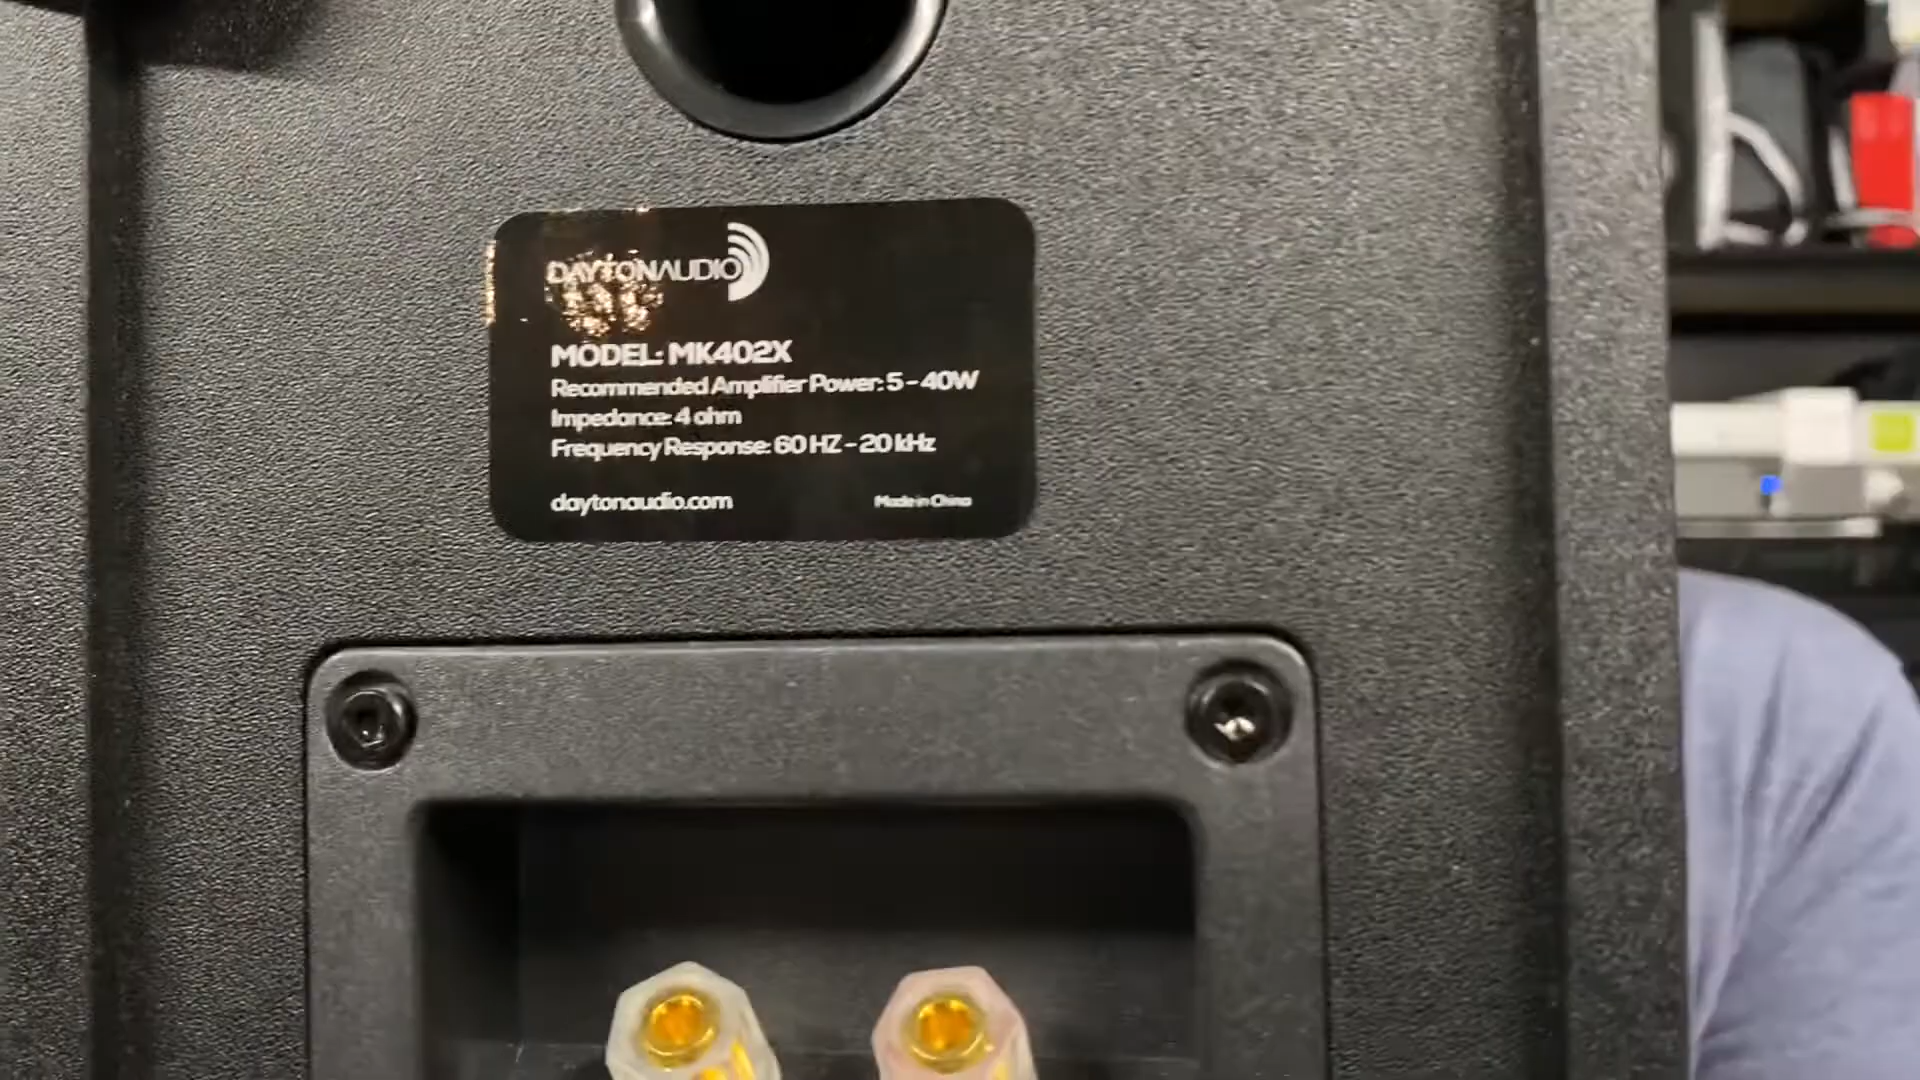 DAYTONAUDIO
MODEL: MK402X
Recommended Amplifier Power: 5 - 40W
Impedance: 4 ohm
Frequency Response: 60 HZ - 20 kHz
daytonaudio.com
Made in China